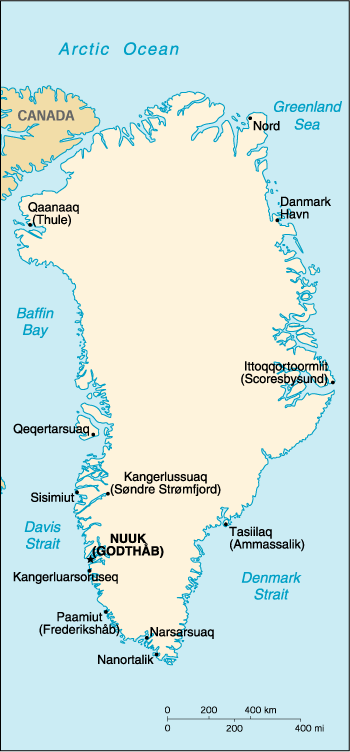 Arctic Ocean
CANADA
Greenland
Sea
Nord
Qaanaaq
(Thule)
Danmark
Havn
Baffin
Bay
Ittoqqortoormiit
(Scoresbysund)
Qeqertarsuaq
Kangerlussuaq
(Søndre Strømfjord)
Sisimiut
Davis
Strait
NUUK
(GODTHÅB)
Tasiilaq
(Ammassalik)
Kangerluarsoruseq
Denmark
Strait
Paamiut
(Frederikshåb)
Narsarsuaq
Nanortalik
0 200 400 km
0 200 400 mi